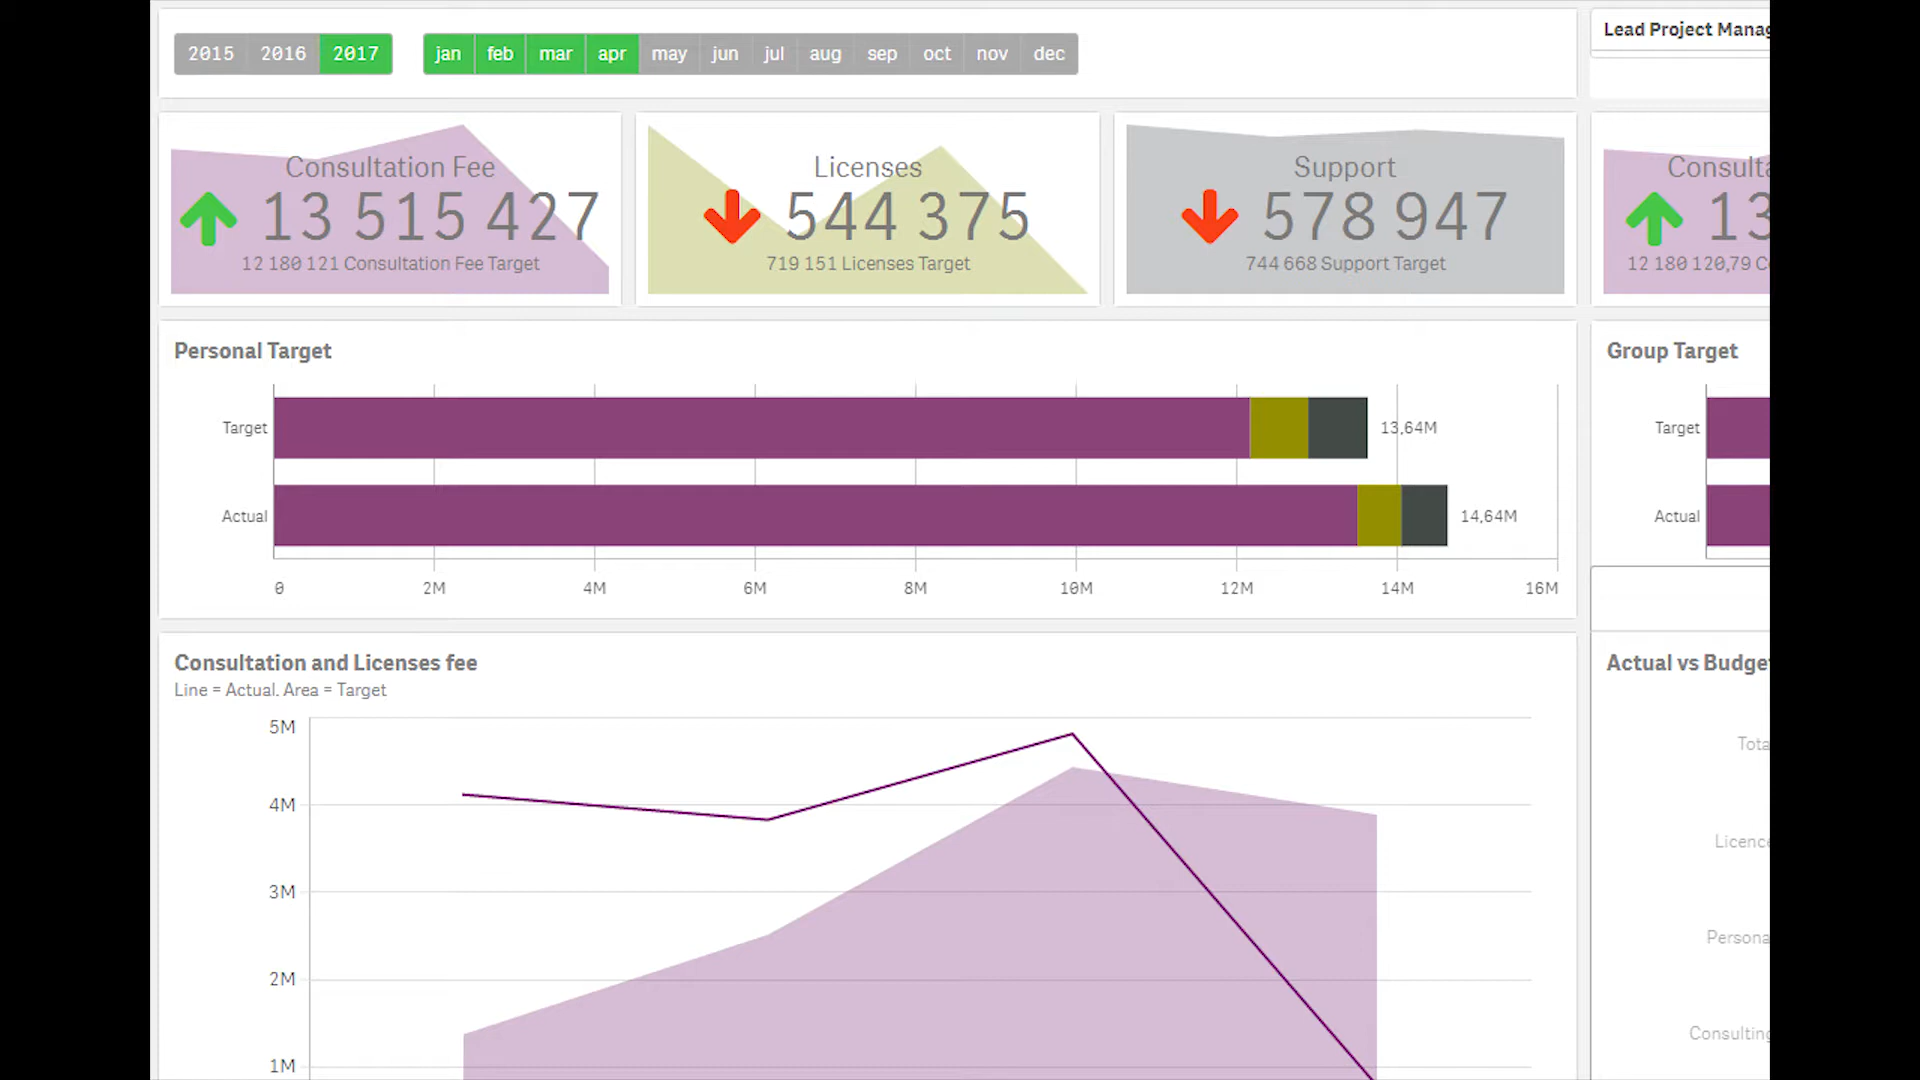 2015 2016 2017 jan feb mar apr may jun jul aug sep oct nov dec
Lead Project Manag
Consultation Fee
13 515 427
12 180 121 Consultation Fee Target
Licenses
544 375
719 151 Licenses Target
Support
578 947
744 668 Support Target
Consulta
13
12 180 120,79 Co
Personal Target
Target 13,64M
Actual 14,64M
0 2M 4M 6M 8M 10M 12M 14M 16M
Group Target
Target
Actual
Consultation and Licenses fee
Line = Actual. Area = Target
5M
4M
3M
2M
1M
Actual vs Budge
Tota
Licence
Persona
Consulting